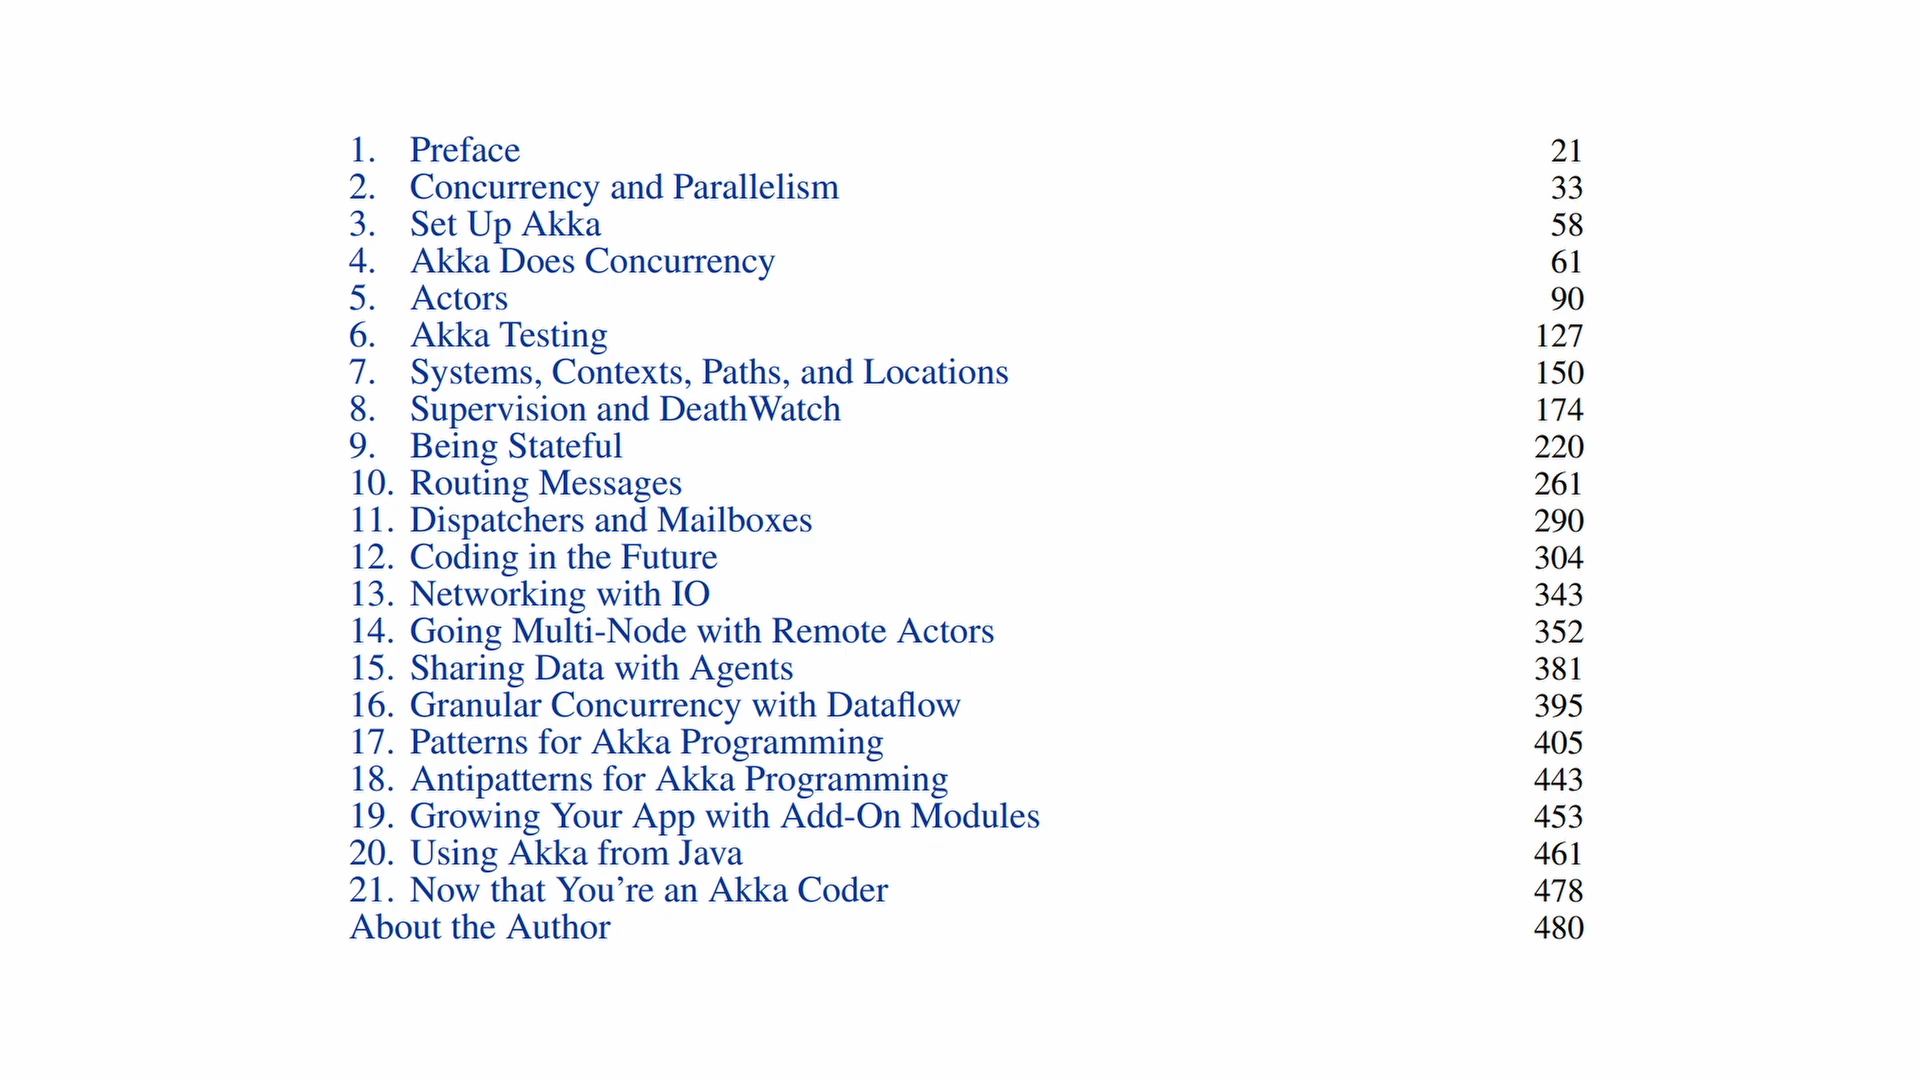 1. Preface 21
2. Concurrency and Parallelism 33
3. Set Up Akka 58
4. Akka Does Concurrency 61
5. Actors 90
6. Akka Testing 127
7. Systems, Contexts, Paths, and Locations 150
8. Supervision and DeathWatch 174
9. Being Stateful 220
10. Routing Messages 261
11. Dispatchers and Mailboxes 290
12. Coding in the Future 304
13. Networking with IO 343
14. Going Multi-Node with Remote Actors 352
15. Sharing Data with Agents 381
16. Granular Concurrency with Dataflow 395
17. Patterns for Akka Programming 405
18. Antipatterns for Akka Programming 443
19. Growing Your App with Add-On Modules 453
20. Using Akka from Java 461
21. Now that You’re an Akka Coder 478
About the Author 480